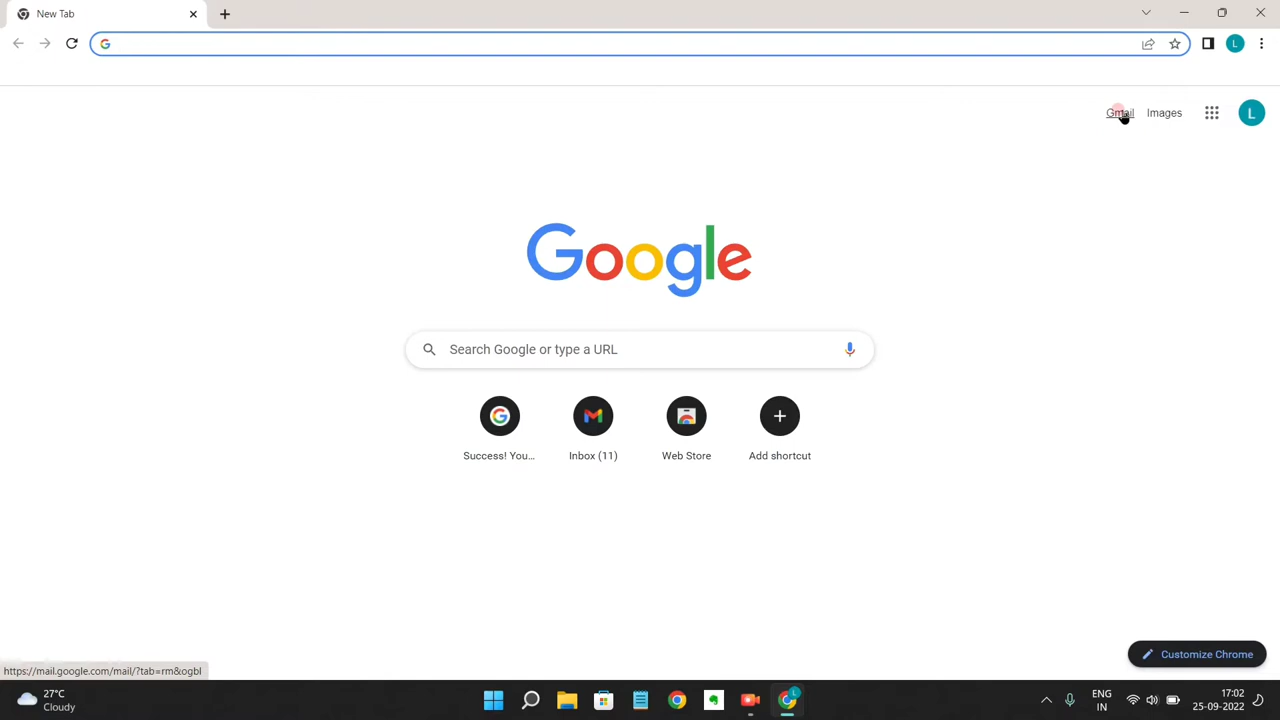 New Tab
L
Gmail Images
L
Google
Search Google or type a URL
Success! You... Inbox (11) Web Store Add shortcut
Customize Chrome
https://mail.google.com/mail/?tab=rm&ogbl
27°C
Cloudy
L
ENG
IN
17:02
25-09-2022